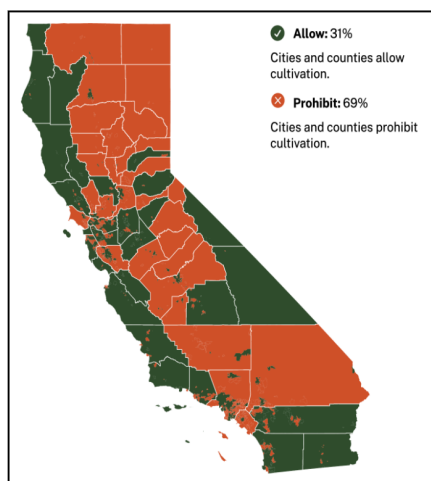 Allow: 31%
Cities and counties allow
cultivation.
Prohibit: 69%
Cities and counties prohibit
cultivation.